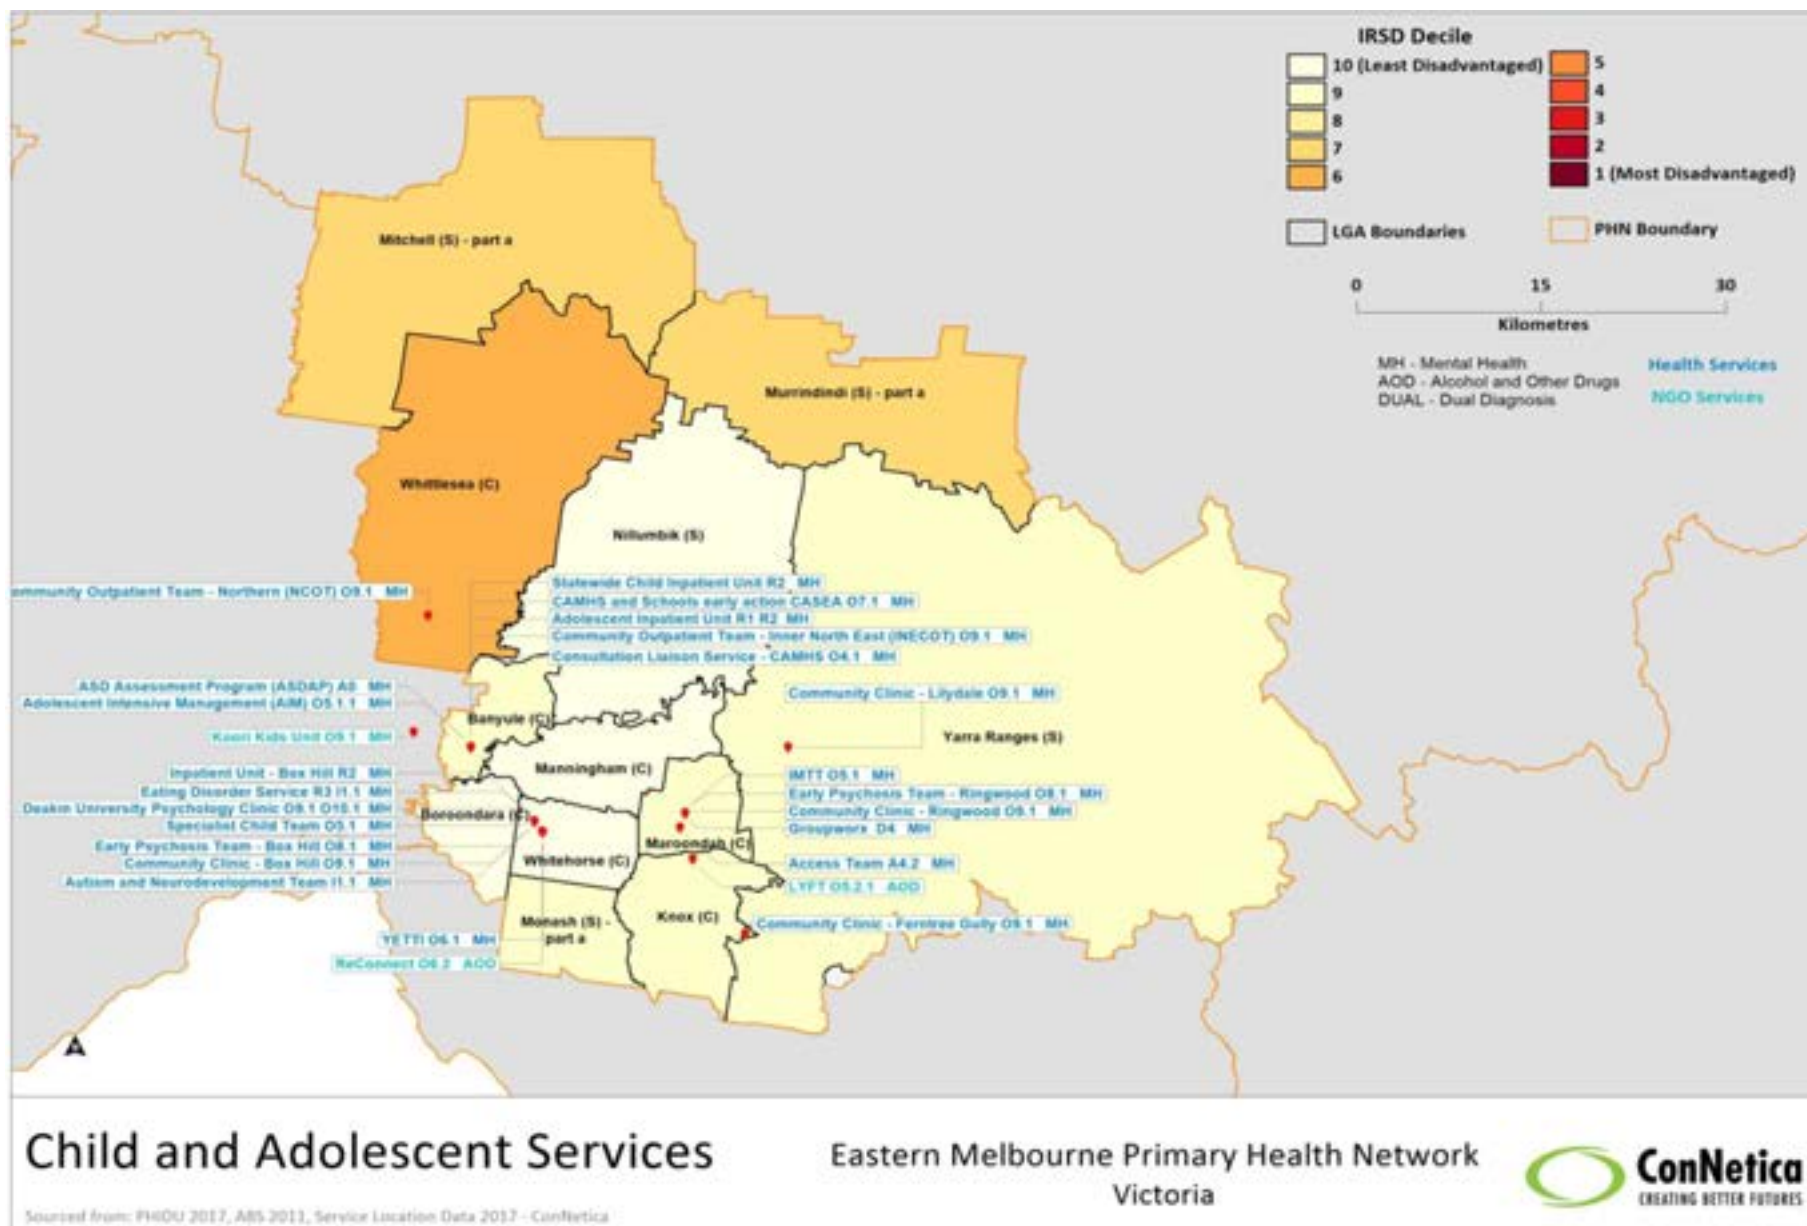 IRSD Decile
10 (Least Disadvantaged)
9
8
7
6
5
4
3
2
1 (Most Disadvantaged)
LGA Boundaries
PHN Boundary
0 15 30
Kilometres
MH - Mental Health
AOD - Alcohol and Other Drugs
DUAL - Dual Diagnosis
Health Services
NGO Services
Mitchell (S) - part a
Murrindindi (S) - part a
Whittlesea (C)
Nillumbik (S)
ommunity Outpatient Team - Northern (NCOT) O9.1 MH
Statewide Child Inpatient Unit R2 MH
CAMHS and Schools early action CASEA O7.1 MH
Adolescent Inpatient Unit R1 R2 MH
Community Outpatient Team - Inner North East (INECOT) O9.1 MH
Consultation Liaison Service - CAMHS O4.1 MH
ASD Assessment Program (ASDAP) A0 MH
Adolescent Intensive Management (AIM) O5.1.1 MH
Koori Kids Unit O9.1 MH
Banyule (C)
Community Clinic - Lilydale O9.1 MH
Yarra Ranges (S)
Manningham (C)
Inpatient Unit - Box Hill R2 MH
Eating Disorder Service R3 I1.1 MH
Deakin University Psychology Clinic O9.1 O10.1 MH
Specialist Child Team O5.1 MH
Early Psychosis Team - Box Hill O8.1 MH
Community Clinic - Box Hill O9.1 MH
Autism and Neurodevelopment Team I1.1 MH
Boroondara (C)
Whitehorse (C)
Maroondah (C)
IMTT O5.1 MH
Early Psychosis Team - Ringwood O8.1 MH
Community Clinic - Ringwood O9.1 MH
Groupworx D4 MH
Access Team A4.2 MH
LYFT O5.2.1 AOD
Monash (S) -
part a
Knox (C)
Community Clinic - Ferntree Gully O9.1 MH
YETTI O6.1 MH
ReConnect O6.2 AOD
Child and Adolescent Services
Eastern Melbourne Primary Health Network
Victoria
ConNetica
CREATING BETTER FUTURES
Sourced from: PHIDU 2017, ABS 2011, Service Location Data 2017 - ConNetica